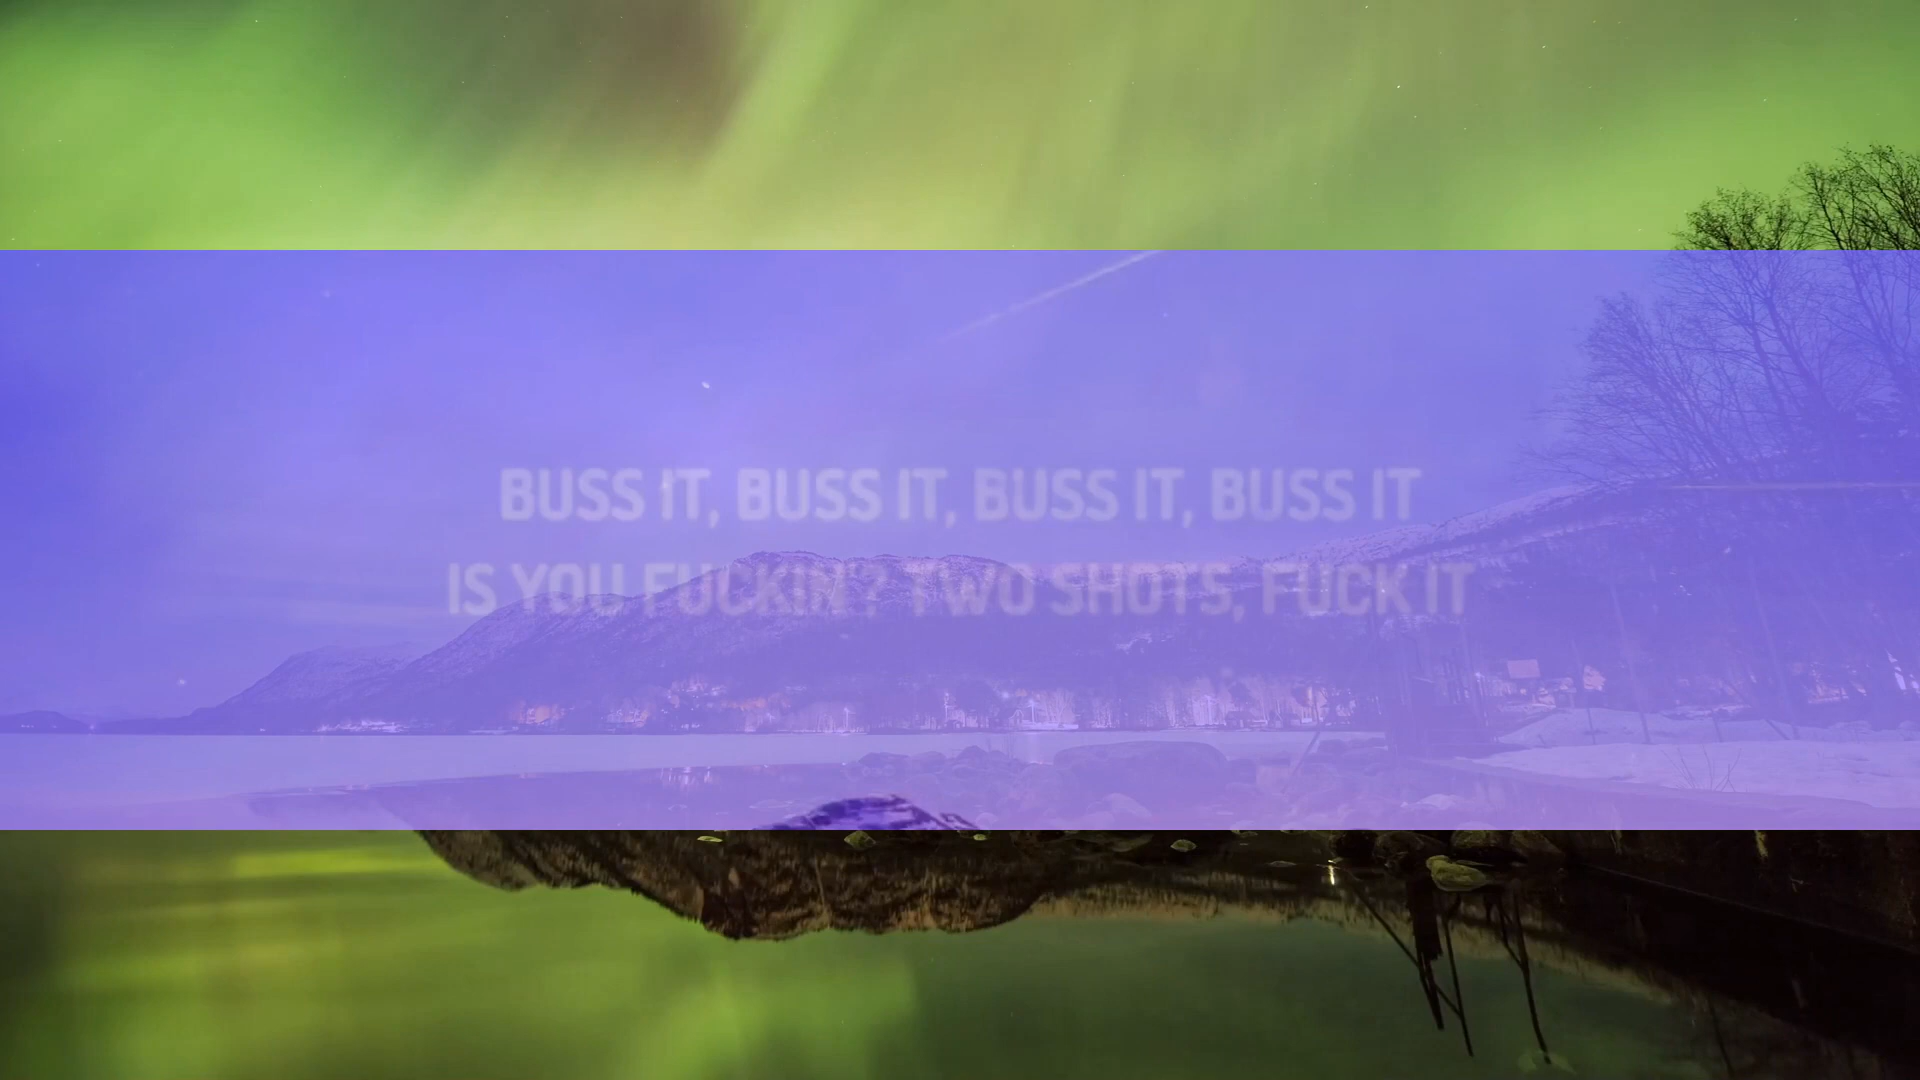 BUSS IT, BUSS IT, BUSS IT, BUSS IT
IS YOU FUCKIN? TWO SHOTS, FUCK IT